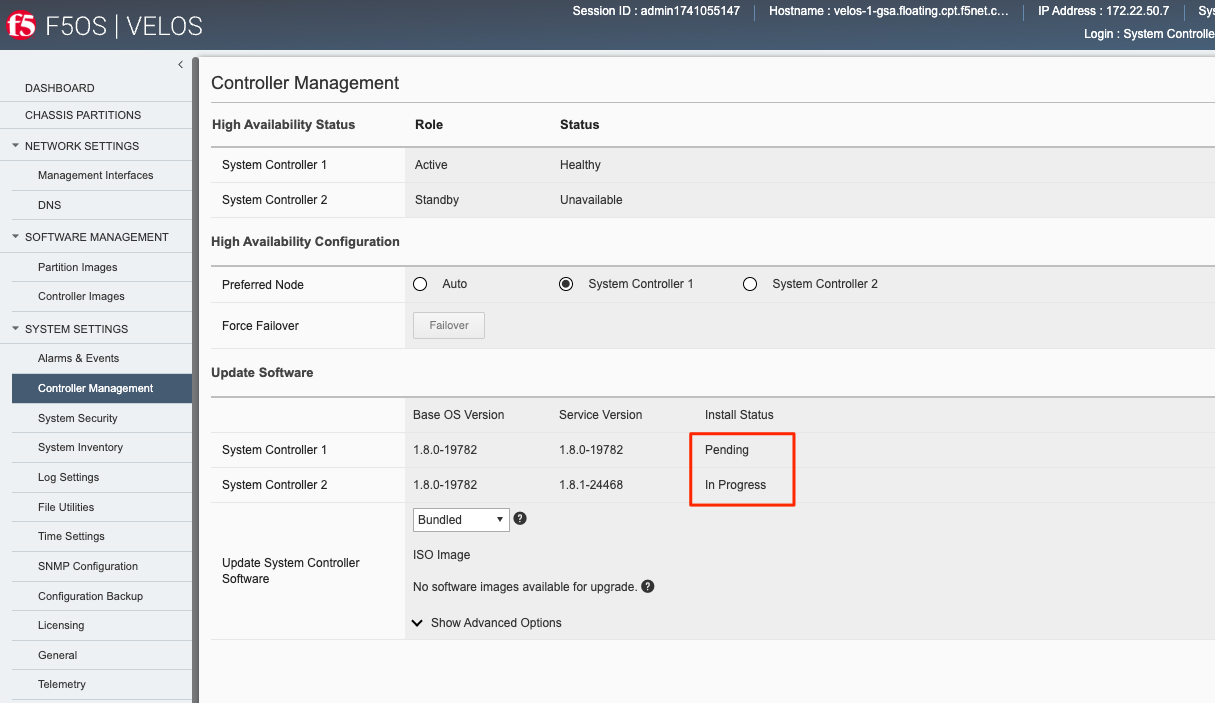 f5 F5OS | VELOS
Session ID : admin1741055147
Hostname : velos-1-gsa.floating.cpt.f5net.c...
IP Address : 172.22.50.7
Sys
Login : System Controlle
DASHBOARD
CHASSIS PARTITIONS
NETWORK SETTINGS
Management Interfaces
DNS
SOFTWARE MANAGEMENT
Partition Images
Controller Images
SYSTEM SETTINGS
Alarms & Events
Controller Management
System Security
System Inventory
Log Settings
File Utilities
Time Settings
SNMP Configuration
Configuration Backup
Licensing
General
Telemetry
Controller Management
High Availability Status Role Status
System Controller 1 Active Healthy
System Controller 2 Standby Unavailable
High Availability Configuration
Preferred Node Auto System Controller 1 System Controller 2
Force Failover Failover
Update Software
Base OS Version Service Version Install Status
System Controller 1 1.8.0-19782 1.8.0-19782 Pending
System Controller 2 1.8.0-19782 1.8.1-24468 In Progress
Update System Controller
Software
Bundled
ISO Image
No software images available for upgrade.
Show Advanced Options